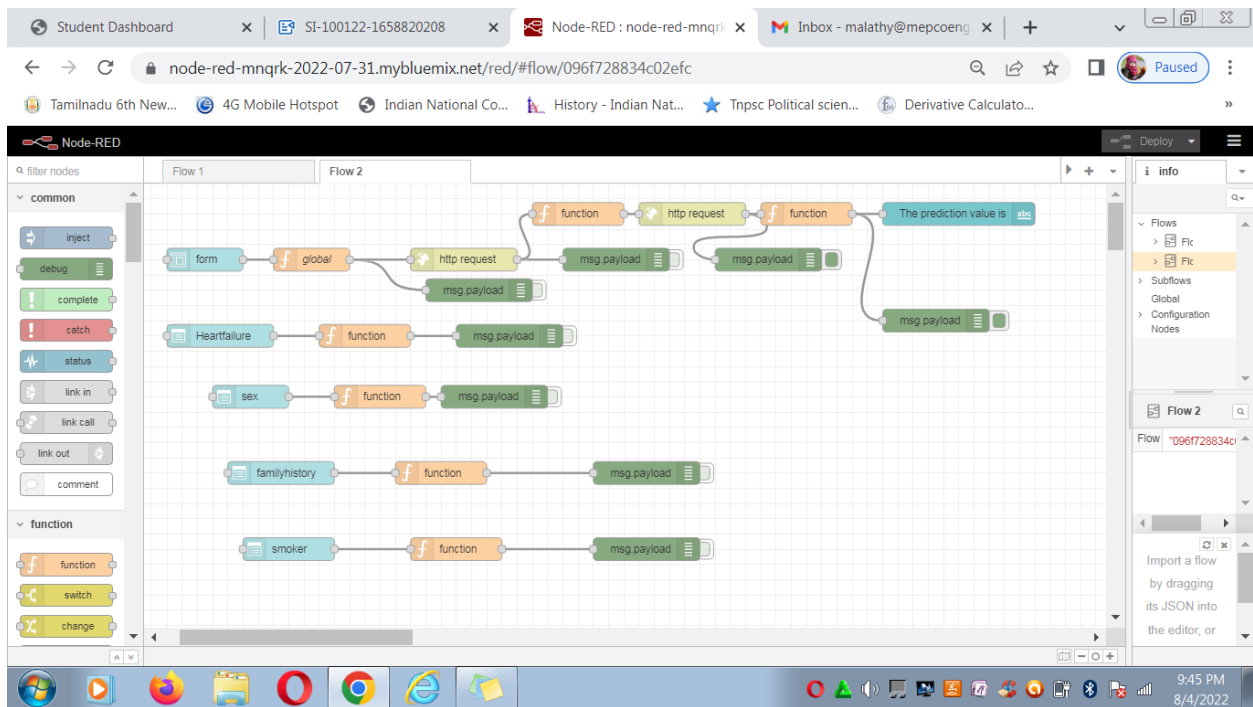 Student Dashboard
SI-100122-1658820208
Node-RED : node-red-mnqrk
Inbox - malathy@mepcoeng
node-red-mnqrk-2022-07-31.mybluemix.net/red/#flow/096f728834c02efc
Paused
Tamilnadu 6th New...
4G Mobile Hotspot
Indian National Co...
History - Indian Nat...
Tnpsc Political scien...
Derivative Calculato...
»
Node-RED
Deploy
filter nodes
Flow 1
Flow 2
i info
common
inject
debug
complete
catch
status
link in
link call
link out
comment
function
function
switch
change
function
http request
function
The prediction value is
abc
form
global
http request
msg.payload
msg.payload
msg.payload
msg.payload
Heartfailure
function
msg.payload
sex
function
msg.payload
familyhistory
function
msg.payload
smoker
function
msg.payload
Flows
Flc
Flc
Subflows
Global
Configuration
Nodes
Flow 2
Flow "096f728834c
Import a flow
by dragging
its JSON into
the editor, or
9:45 PM
8/4/2022